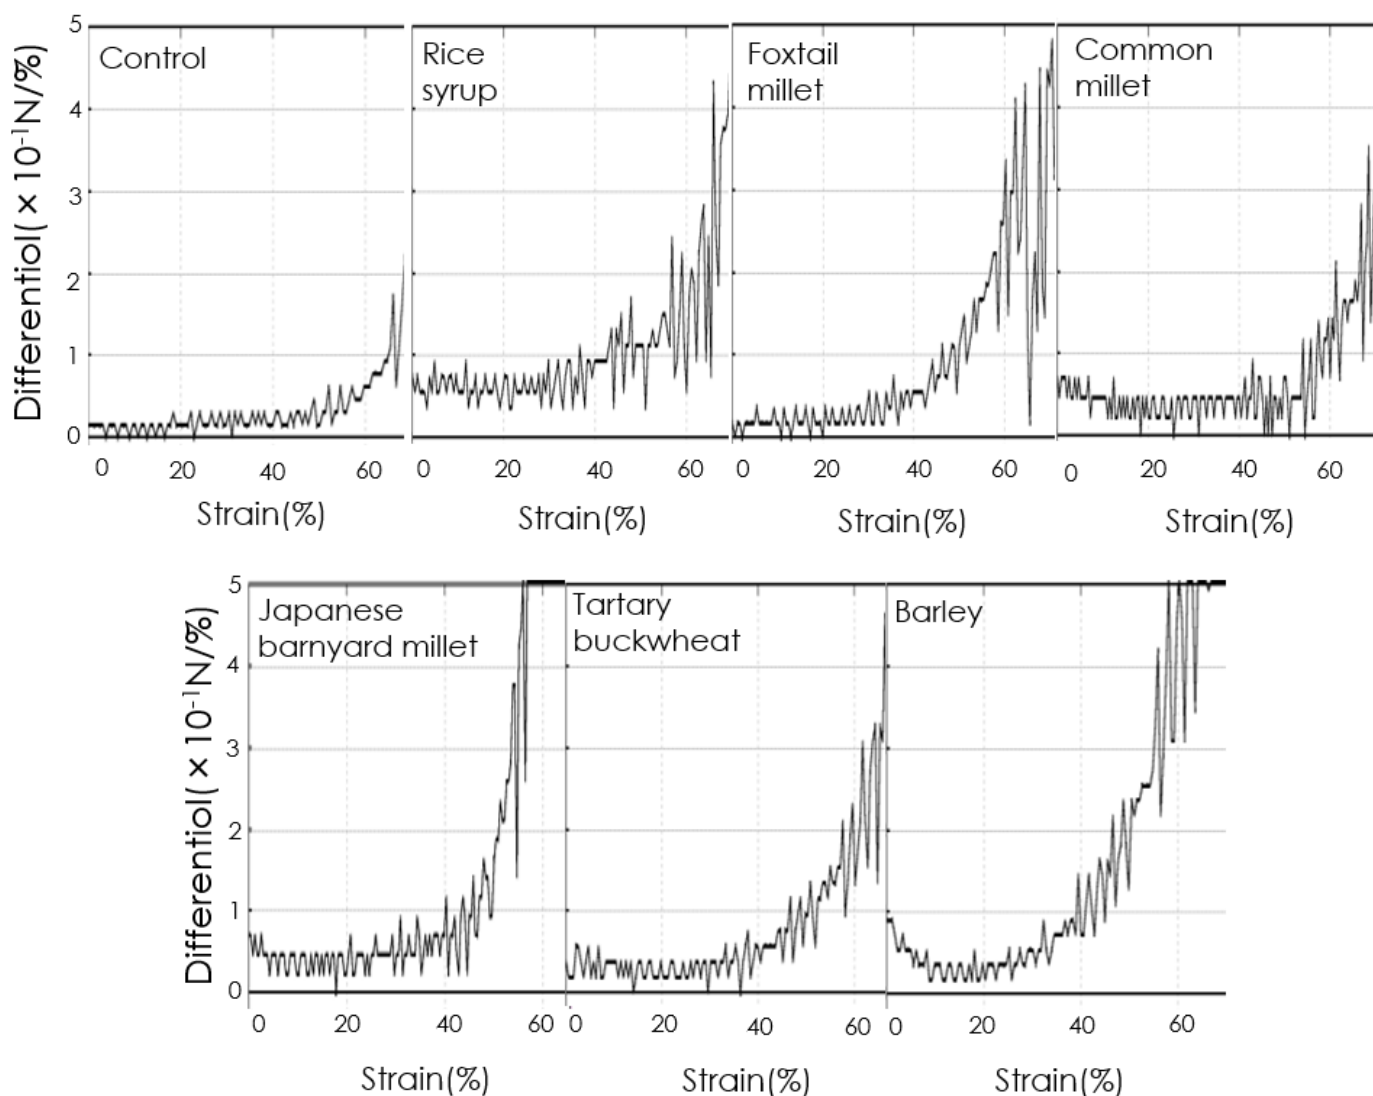 5
4
3
2
1
0
Differentiol( × 10⁻¹N/%)
Control
Rice
syrup
Foxtail
millet
Common
millet
0 20 40 60
0 20 40 60
0 20 40 60
0 20 40 60
Strain(%)
Strain(%)
Strain(%)
Strain(%)
5
4
3
2
1
0
Differentiol( × 10⁻¹N/%)
Japanese
barnyard millet
Tartary
buckwheat
Barley
0 20 40 60
0 20 40 60
0 20 40 60
Strain(%)
Strain(%)
Strain(%)